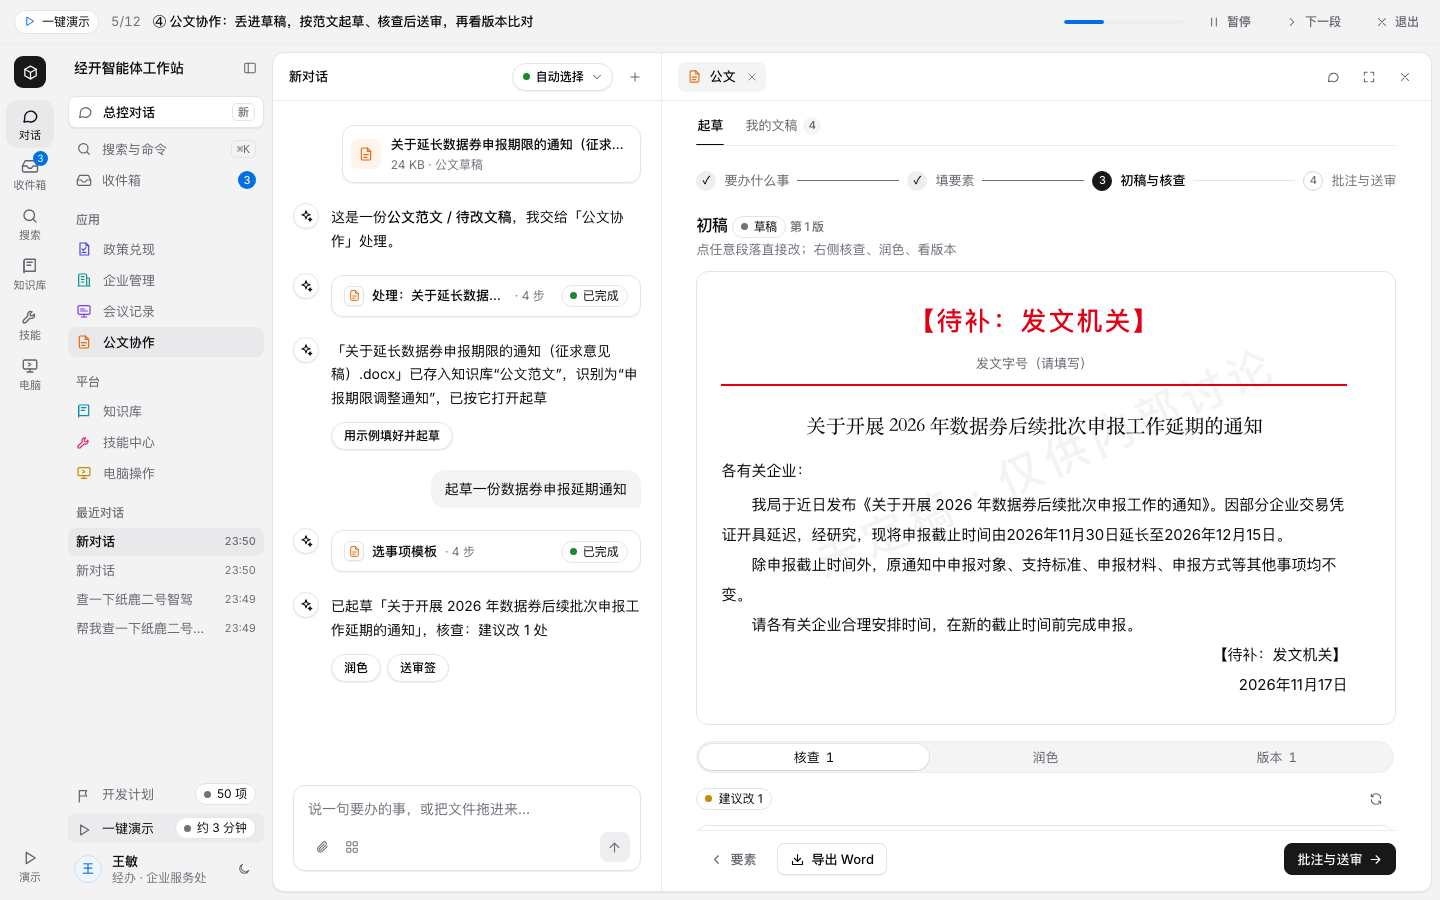 一键演示
5/12
④ 公文协作：丢进草稿，按范文起草、核查后送审，再看版本比对
暂停
下一段
退出
对话
3
收件箱
搜索
知识库
技能
电脑
演示
经开智能体工作站
总控对话
新
搜索与命令
⌘K
收件箱
3
应用
政策兑现
企业管理
会议记录
公文协作
平台
知识库
技能中心
电脑操作
最近对话
新对话 23:50
新对话 23:50
查一下纸鹿二号智驾 23:49
帮我查一下纸鹿二号... 23:49
开发计划
50 项
一键演示
约 3 分钟
王
王敏
经办 · 企业服务处
新对话
自动选择
关于延长数据券申报期限的通知（征求...
24 KB · 公文草稿
这是一份公文范文 / 待改文稿，我交给「公文协
作」处理。
处理：关于延长数据... · 4 步
已完成
「关于延长数据券申报期限的通知（征求意见
稿）.docx」已存入知识库“公文范文”，识别为“申
报期限调整通知”，已按它打开起草
用示例填好并起草
起草一份数据券申报延期通知
选事项模板 · 4 步
已完成
已起草「关于开展 2026 年数据券后续批次申报工
作延期的通知」，核查：建议改 1 处
润色
送审签
说一句要办的事，或把文件拖进来...
公文
起草
我的文稿 4
要办什么事
填要素
3 初稿与核查
4 批注与送审
初稿
草稿
第 1 版
点任意段落直接改；右侧核查、润色、看版本
【待补：发文机关】
发文字号（请填写）
关于开展 2026 年数据券后续批次申报工作延期的通知
各有关企业：
我局于近日发布《关于开展 2026 年数据券后续批次申报工作的通知》。因部分企业交易凭
证开具延迟，经研究，现将申报截止时间由2026年11月30日延长至2026年12月15日。
除申报截止时间外，原通知中申报对象、支持标准、申报材料、申报方式等其他事项均不
变。
请各有关企业合理安排时间，在新的截止时间前完成申报。
【待补：发文机关】
2026年11月17日
未定稿 · 仅供内部讨论
核查 1
润色
版本 1
建议改 1
要素
导出 Word
批注与送审